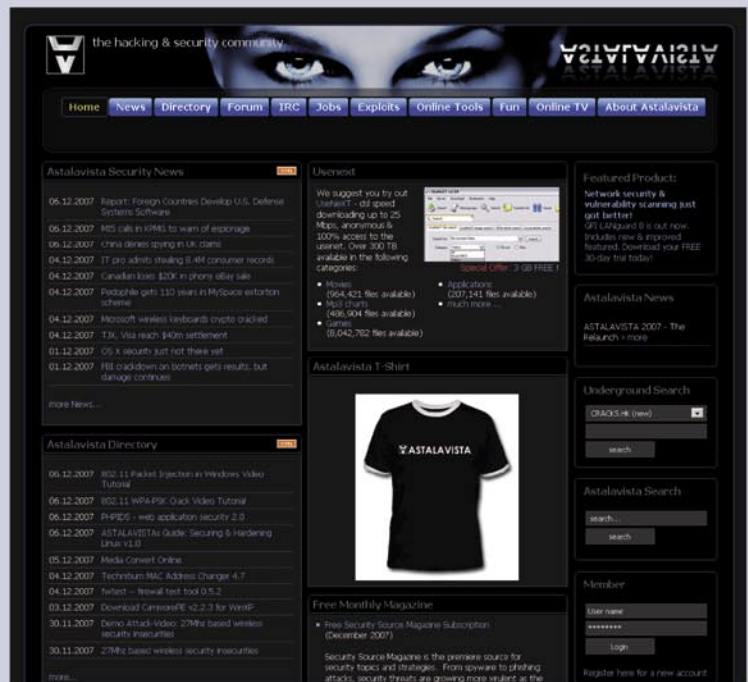 the hacking & security community
ASTALAVISTA
Home News Directory Forum IRC Jobs Exploits Online Tools Fun Online TV About Astalavista
Astalavista Security News
06.12.2007 Report: Foreign Countries Develop U.S. Defense
Systems Software
06.12.2007 MI5 calls in KPMG to warn of espionage
06.12.2007 China denies spying in UK claims
04.12.2007 IT pro admits stealing 8.4M consumer records
04.12.2007 Canadian loses $20K in phone eBay sale
04.12.2007 Pedophile gets 110 years in MySpace extortion
scheme
04.12.2007 Microsoft wireless keyboards crypto cracked
04.12.2007 TJX, Visa reach $40m settlement
01.12.2007 OS X security just not there yet
01.12.2007 FBI crackdown on botnets gets results, but
damage continues
more News...
Astalavista Directory
06.12.2007 802.11 Packet Injection in Windows Video
Tutorial
06.12.2007 802.11 WPA-PSK Crack Video Tutorial
06.12.2007 PHPIDS - web application security 2.0
06.12.2007 ASTALAVISTAs Guide: Securing & Hardening
Linux v1.0
05.12.2007 Media Convert Online
04.12.2007 Technitium MAC Address Changer 4.7
04.12.2007 fwtest - firewall test tool 0.5.2
03.12.2007 Download CarnivorePE v2.2.3 for WinXP
30.11.2007 Demo Attack-Video: 27Mhz based wireless
security insecurities
30.11.2007 27Mhz based wireless security insecurities
more...
Usenext
We suggest you try out
UseNeXT - dsl speed
downloading up to 25
Mbps, anonymous &
100% access to the
usenet. Over 300 TB
available in the following
categories:
Special Offer: 3 GB FREE !
• Movies
(964,421 files available)
• Mp3 charts
(486,904 files available)
• Games
(8,042,782 files available)
• Applications
(207,141 files available)
• much more ...
Astalavista T-Shirt
ASTALAVISTA
Free Monthly Magazine
• Free Security Source Magazine Subscription
(December 2007)
Security Source Magazine is the premiere source for
security topics and strategies. From spyware to phishing
attacks, security threats are growing more virulent as the
Featured Product:
Network security &
vulnerability scanning just
got better!
GFI LANguard 8 is out now.
Includes new & improved
featured. Download your FREE
30-day trial today!
Astalavista News
ASTALAVISTA 2007 - The
Relaunch » more
Underground Search
CRACKS.HK (new)
search
Astalavista Search
search...
search
Member
User name
********
Login
Register here for a new account